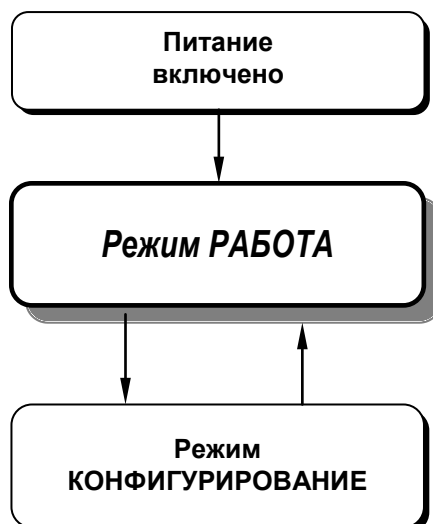 Питание
включено
Режим РАБОТА
Режим
КОНФИГУРИРОВАНИЕ